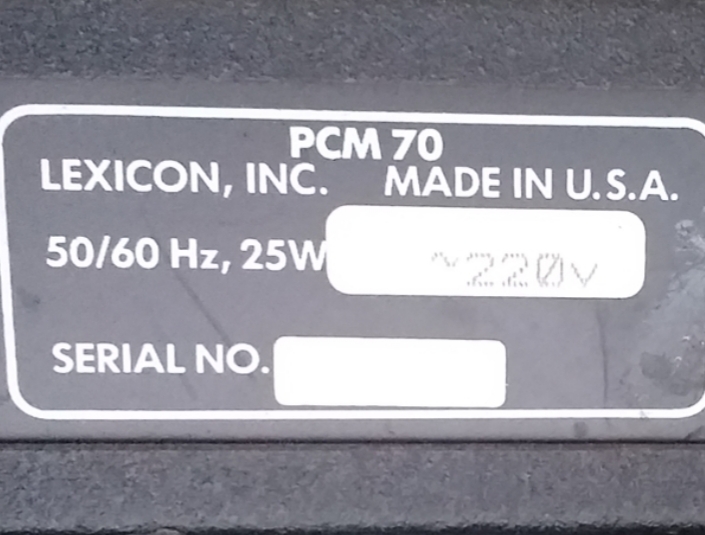 PCM 70
LEXICON, INC. MADE IN U.S.A.
50/60 Hz, 25W ~220v
SERIAL NO.